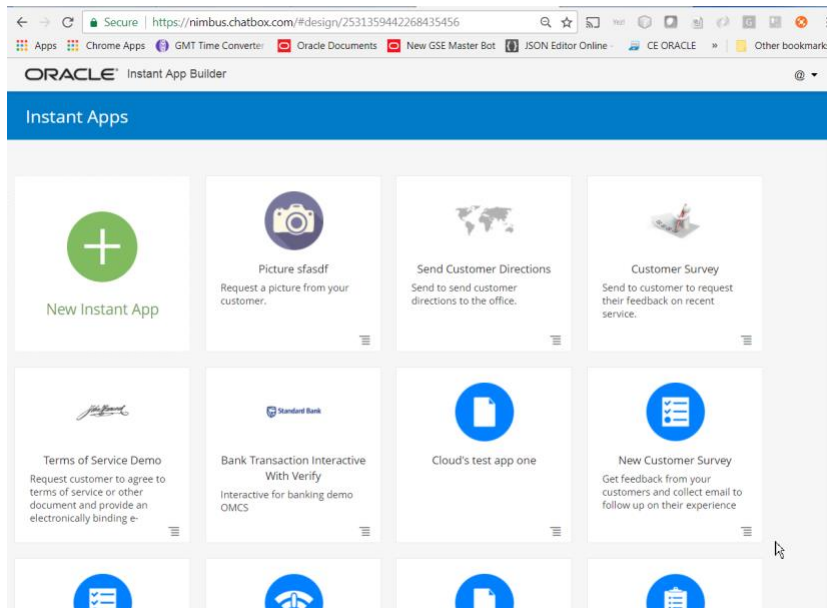 Secure | https://nimbus.chatbox.com/#design/2531359442268435456
Apps Chrome Apps GMT Time Converter Oracle Documents New GSE Master Bot JSON Editor Online - CE ORACLE » Other bookmarks
ORACLE® Instant App Builder @
Instant Apps
New Instant App
Picture sfasdf
Request a picture from your
customer.
Send Customer Directions
Send to send customer
directions to the office.
Customer Survey
Send to customer to request
their feedback on recent
service.
Terms of Service Demo
Request customer to agree to
terms of service or other
document and provide an
electronically binding e-
Standard Bank
Bank Transaction Interactive
With Verify
Interactive for banking demo
OMCS
Cloud's test app one
New Customer Survey
Get feedback from your
customers and collect email to
follow up on their experience